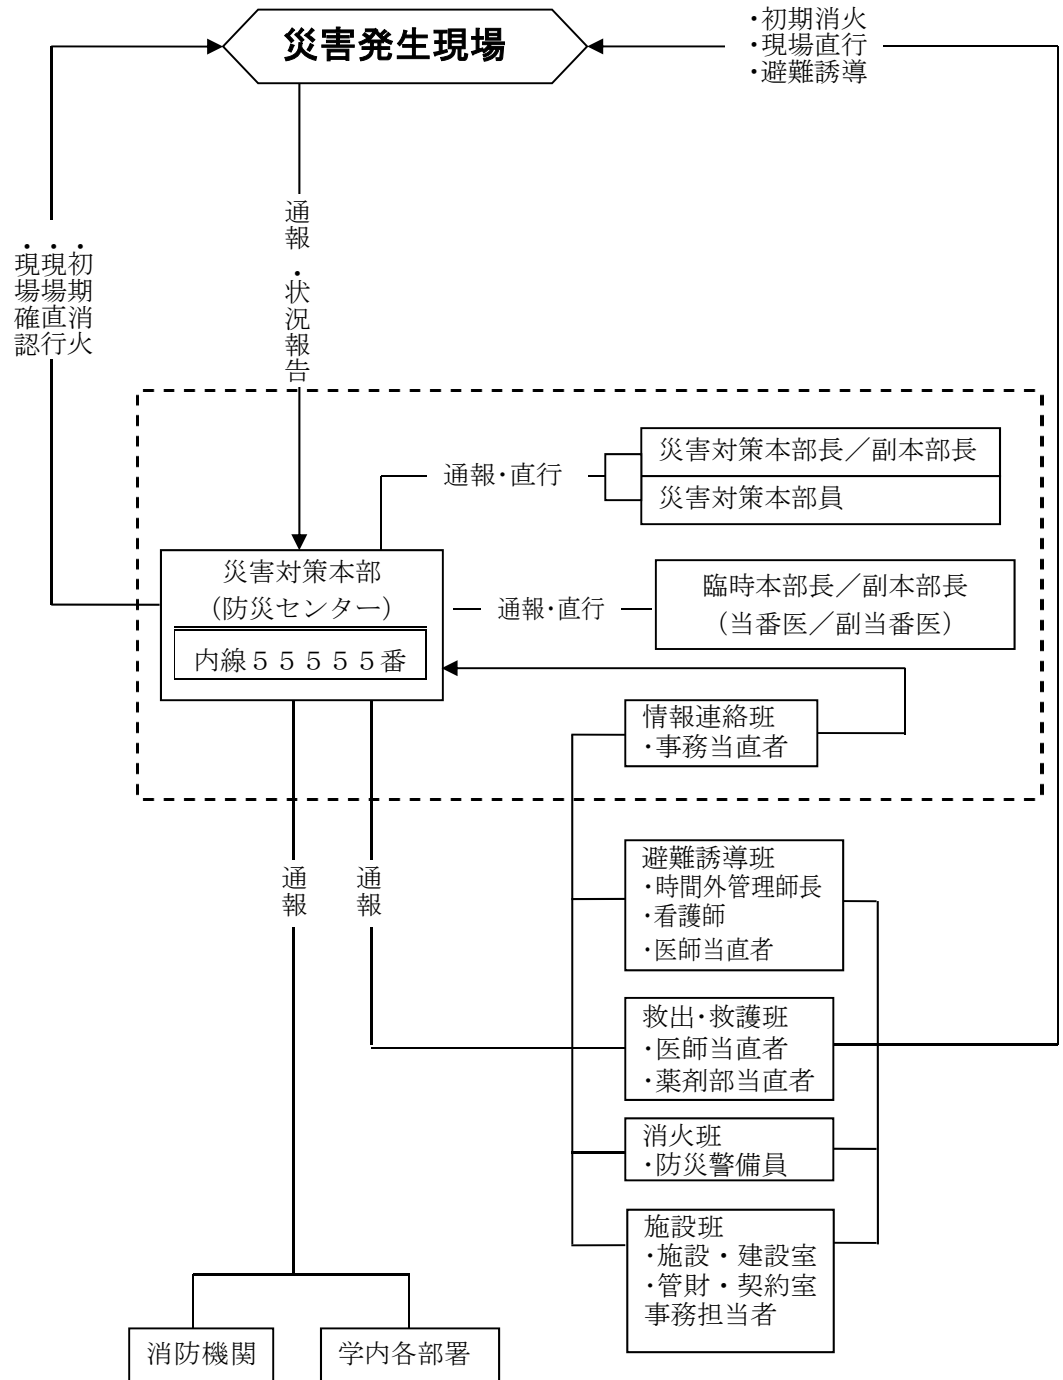 災害発生現場
・初期消火
・現場直行
・避難誘導
通報・状況報告
・初期消火
・現場直行
・現場確認
通報・直行
災害対策本部長／副本部長
災害対策本部員
災害対策本部
(防災センター)
内線５５５５５番
通報・直行
臨時本部長／副本部長
（当番医／副当番医）
情報連絡班
・事務当直者
通報
通報
避難誘導班
・時間外管理師長
・看護師
・医師当直者
救出・救護班
・医師当直者
・薬剤部当直者
消火班
・防災警備員
施設班
・施設・建設室
・管財・契約室
事務担当者
消防機関
学内各部署